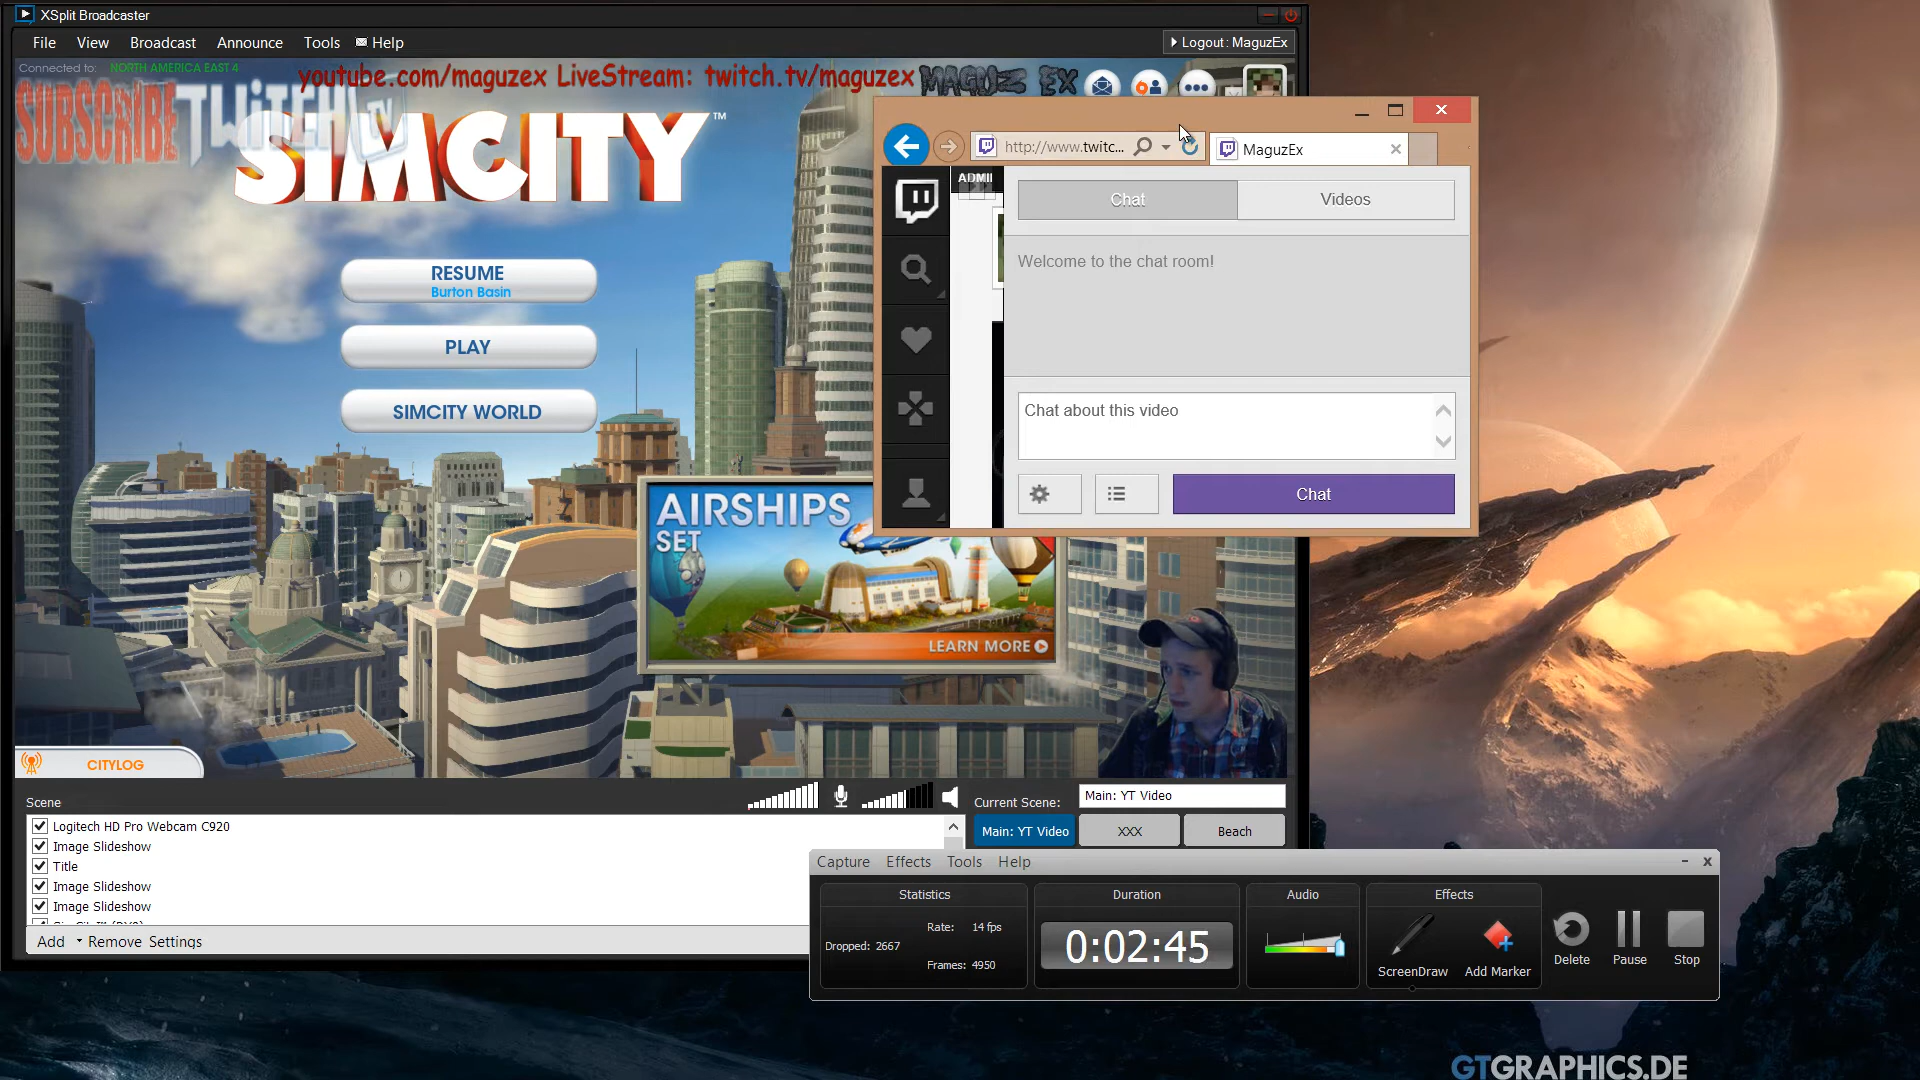 XSplit Broadcaster
File View Broadcast Announce Tools Help
Logout: MaguzEx
Connected to: NORTH AMERICA EAST 4
youtube.com/maguzex LiveStream: twitch.tv/maguzex
MAGUZ EX
SUBSCRIBE
TWITCH TV
SIMCITY™
RESUME
Burton Basin
PLAY
SIMCITY WORLD
AIRSHIPS
SET
LEARN MORE
CITYLOG
http://www.twitc...
MaguzEx
ADMI
Chat
Videos
Welcome to the chat room!
Chat about this video
Chat
Scene
Logitech HD Pro Webcam C920
Image Slideshow
Title
Image Slideshow
Image Slideshow
Add Remove Settings
Current Scene:
Main: YT Video
Main: YT Video
XXX
Beach
Capture Effects Tools Help
Statistics
Rate: 14 fps
Dropped: 2667
Frames: 4950
Duration
0:02:45
Audio
Effects
ScreenDraw
Add Marker
Delete
Pause
Stop
GTGRAPHICS.DE